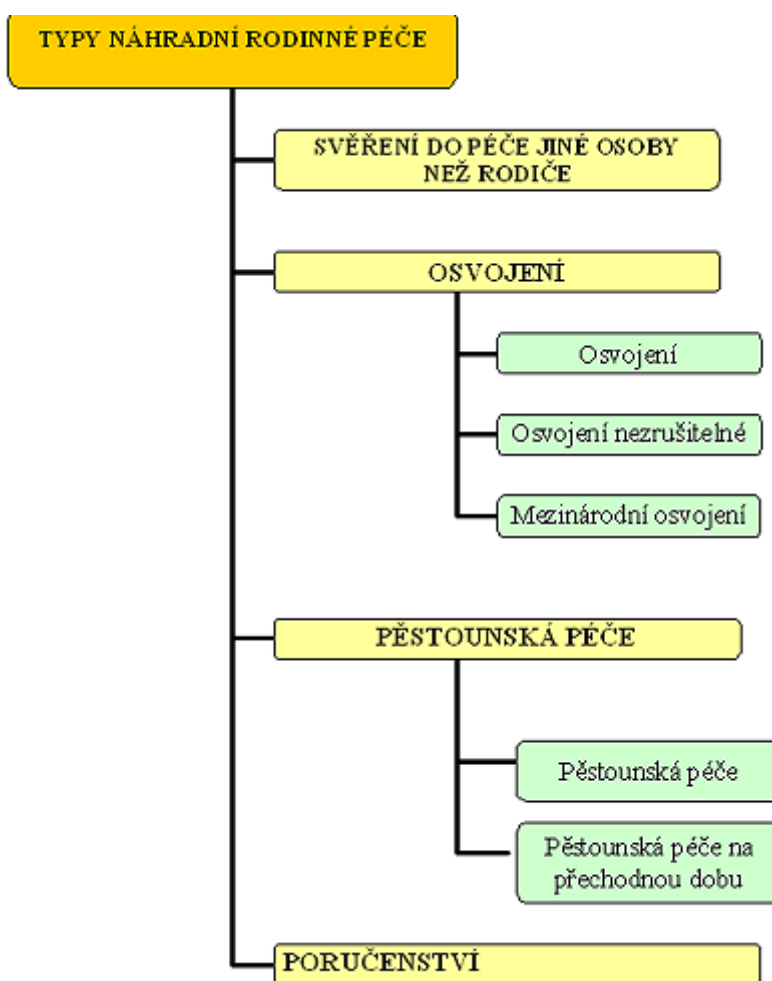 TYPY NÁHRADNÍ RODINNÉ PÉČE
SVĚŘENÍ DO PÉČE JINÉ OSOBY
NEŽ RODIČE
OSVOJENÍ
Osvojení
Osvojení nezrušitelné
Mezinárodní osvojení
PĚSTOUNSKÁ PÉČE
Pěstounská péče
Pěstounská péče na
přechodnou dobu
PORUČENSTVÍ